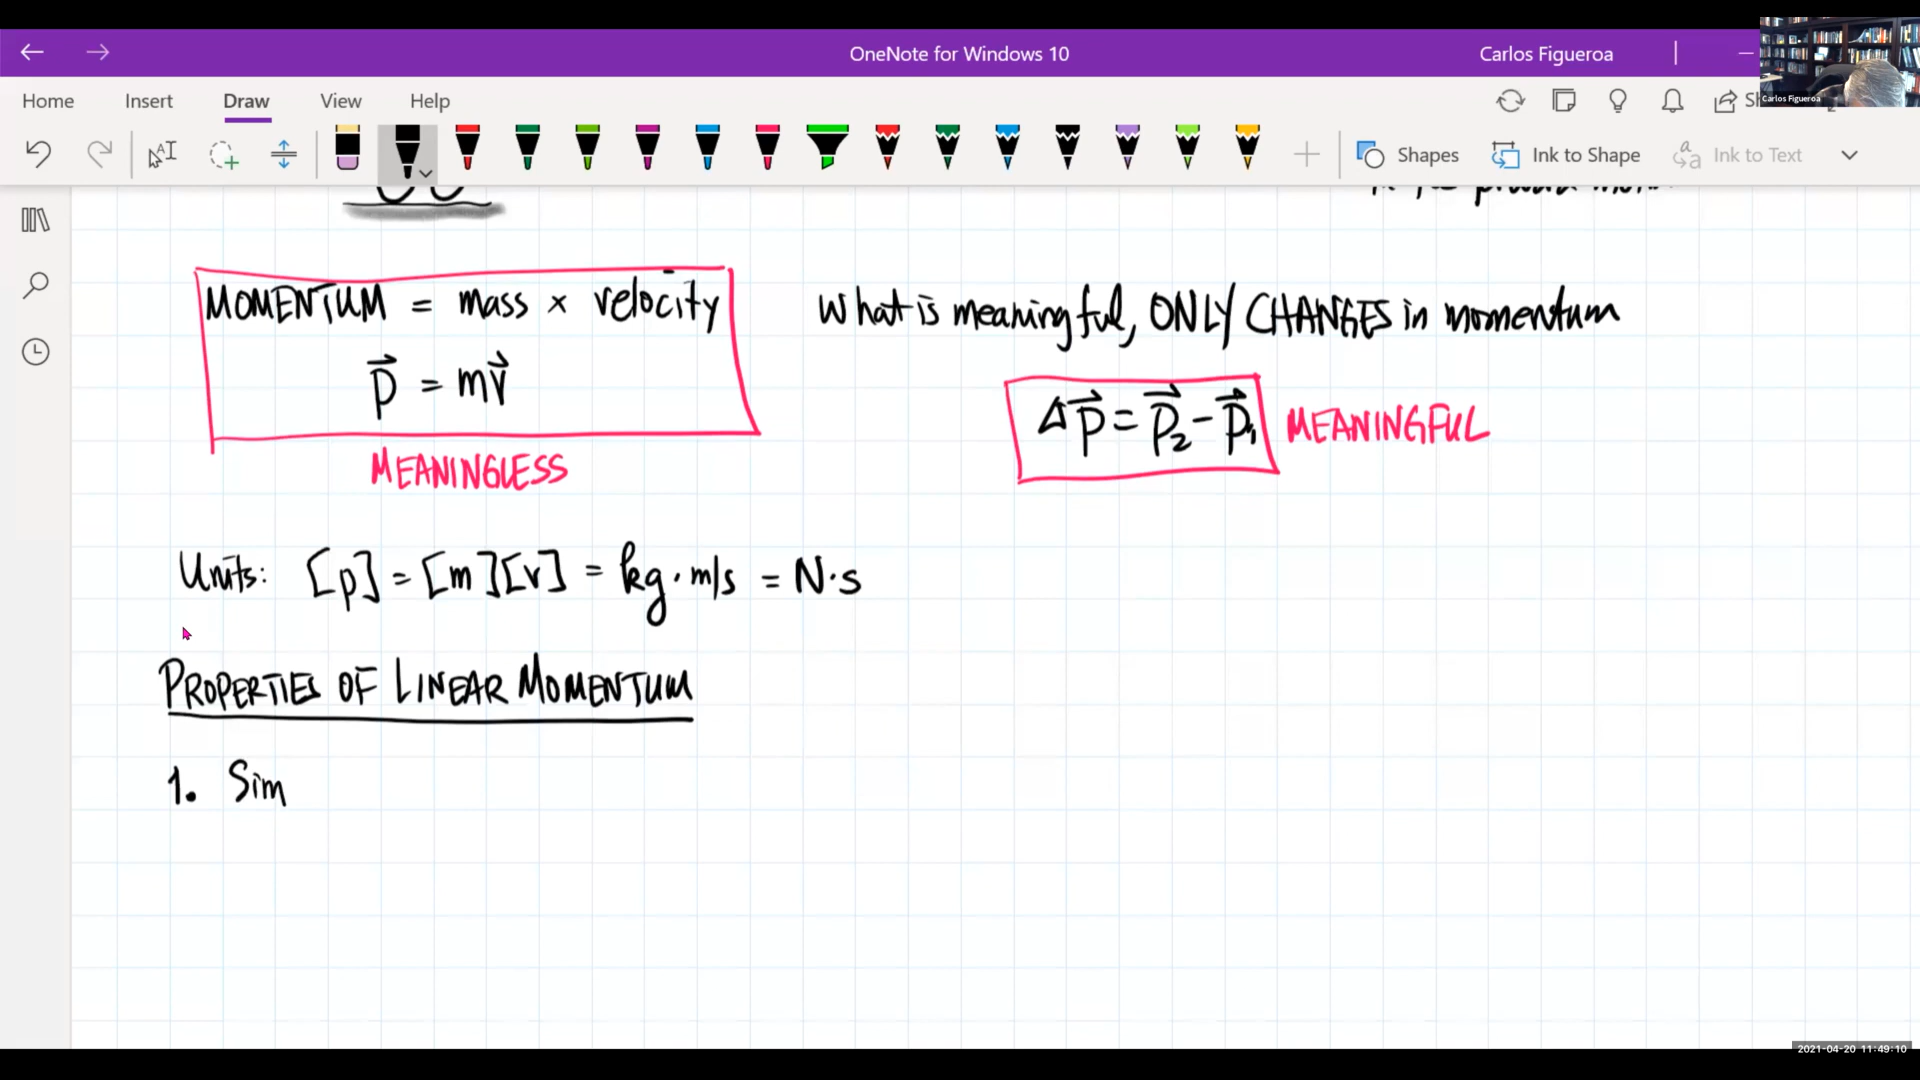 OneNote for Windows 10
Carlos Figueroa
Home Insert Draw View Help
Carlos Figueroa
Shapes Ink to Shape Ink to Text
MOMENTUM = mass × velocity
p⃗ = mv⃗
MEANINGLESS
What is meaningful, ONLY CHANGES in momentum
Δp⃗ = p⃗₂ - p⃗₁ MEANINGFUL
Units: [p] = [m][v] = kg·m/s = N·s
PROPERTIES OF LINEAR MOMENTUM
1. Sim
2021-04-20 11:49:10